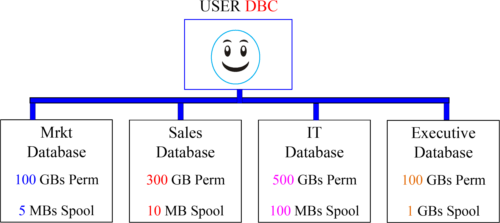 USER DBC
Mrkt
Database
100 GBs Perm
5 MBs Spool
Sales
Database
300 GB Perm
10 MB Spool
IT
Database
500 GBs Perm
100 MBs Spool
Executive
Database
100 GBs Perm
1 GBs Spool